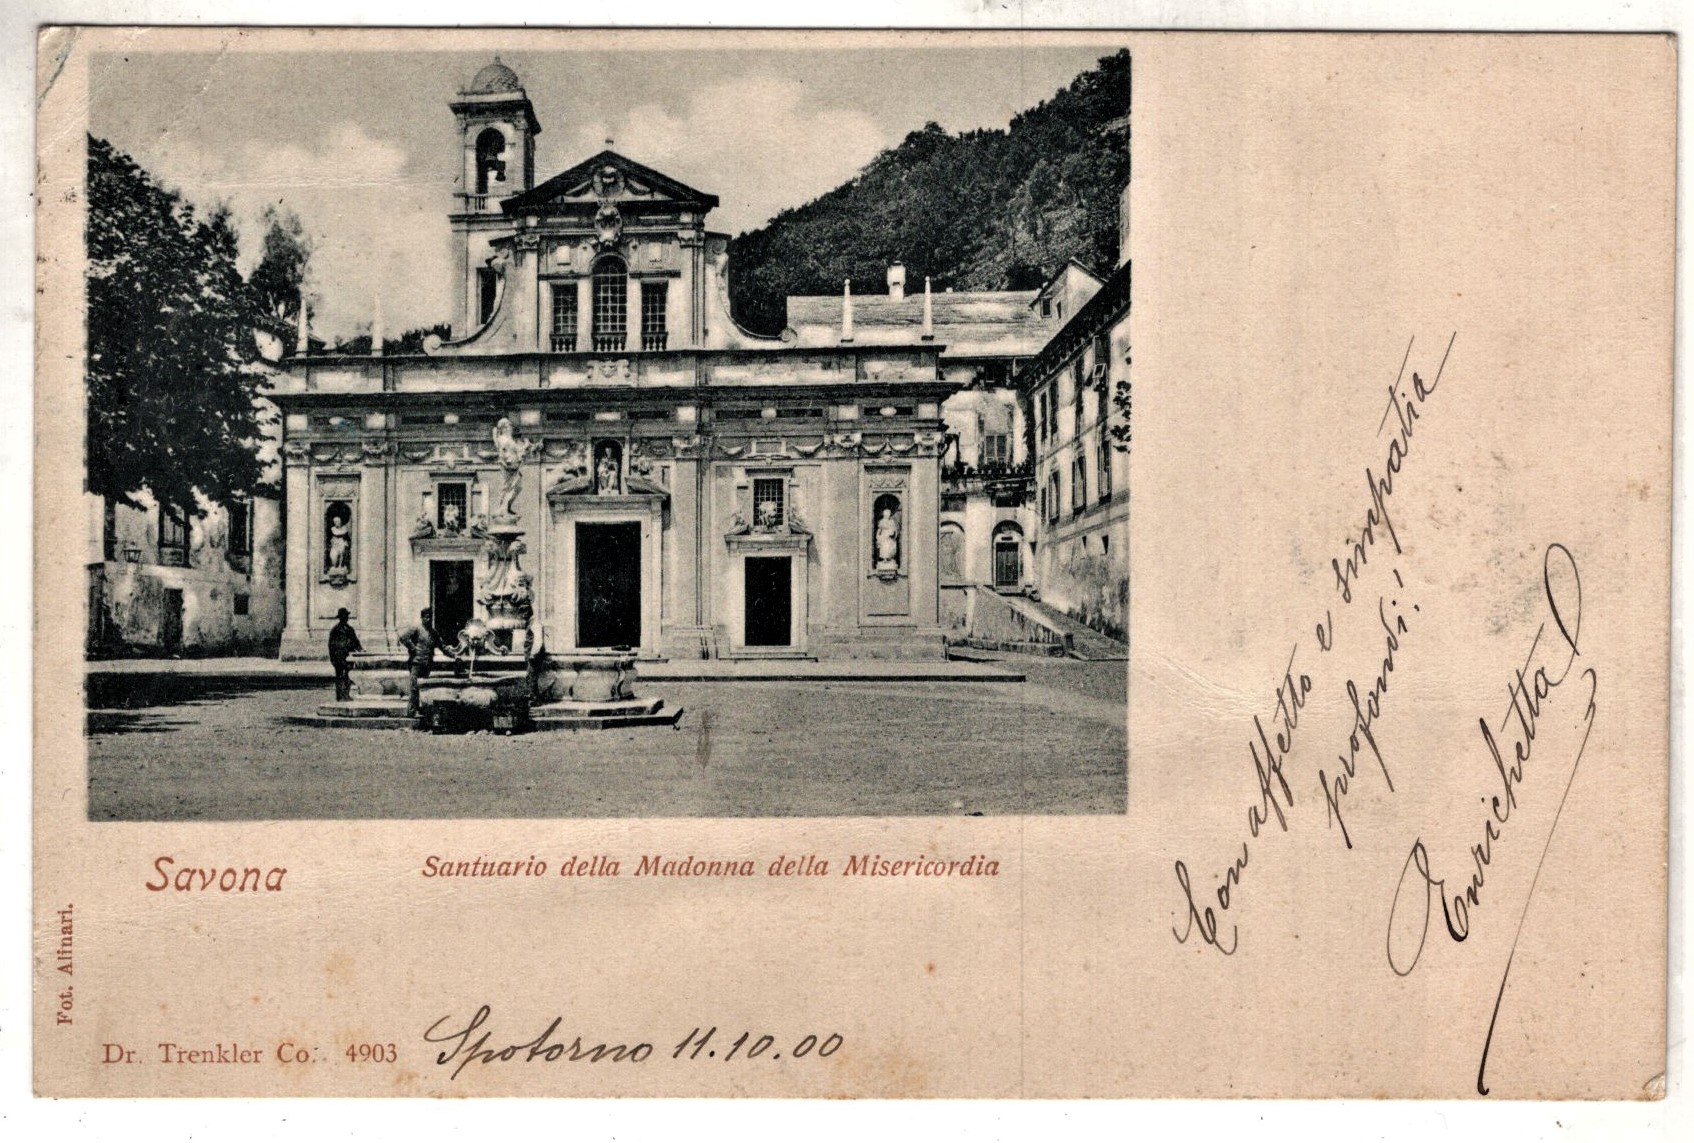 Savona
Santuario della Madonna della Misericordia
Fot. Alinari.
Dr. Trenkler Co. 4903
Spotorno 11.10.00
Con affetto e simpatia
profondi!
Enrichetta